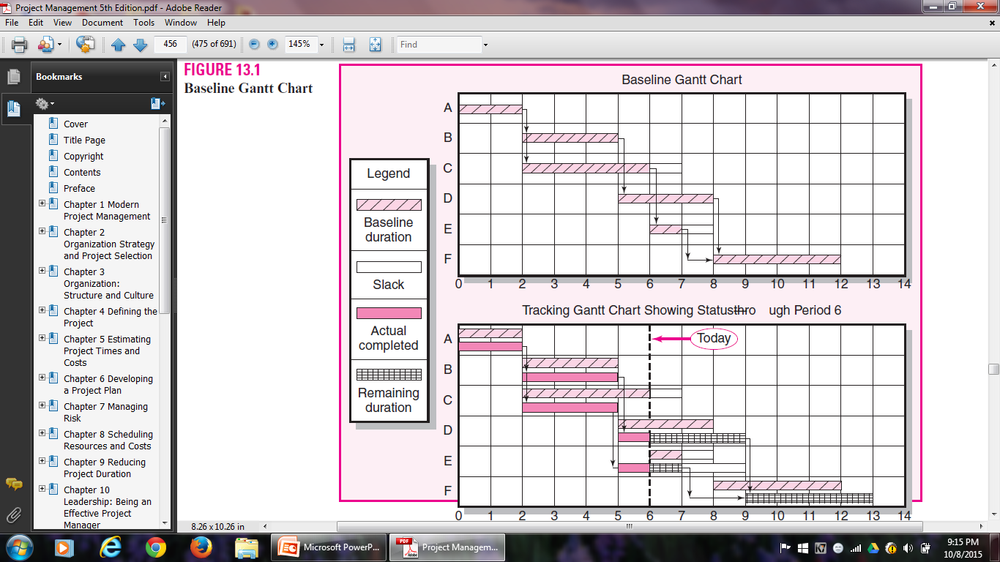 Project Management 5th Edition.pdf - Adobe Reader
File Edit View Document Tools Window Help
456 (475 of 691) 145% Find
Bookmarks
Cover
Title Page
Copyright
Contents
Preface
Chapter 1 Modern
Project Management
Chapter 2
Organization Strategy
and Project Selection
Chapter 3
Organization:
Structure and Culture
Chapter 4 Defining the
Project
Chapter 5 Estimating
Project Times and
Costs
Chapter 6 Developing
a Project Plan
Chapter 7 Managing
Risk
Chapter 8 Scheduling
Resources and Costs
Chapter 9 Reducing
Project Duration
Chapter 10
Leadership: Being an
Effective Project
Manager
FIGURE 13.1
Baseline Gantt Chart
Legend
Baseline
duration
Slack
Actual
completed
Remaining
duration
Baseline Gantt Chart
A
B
C
D
E
F
0 1 2 3 4 5 6 7 8 9 10 11 12 13 14
Tracking Gantt Chart Showing Statusthro ugh Period 6
Today
A
B
C
D
E
F
0 1 2 3 4 5 6 7 8 9 10 11 12 13 14
8.26 x 10.26 in
Microsoft PowerP...
PDF
Adobe
Project Managem...
K7
9:15 PM
10/8/2015